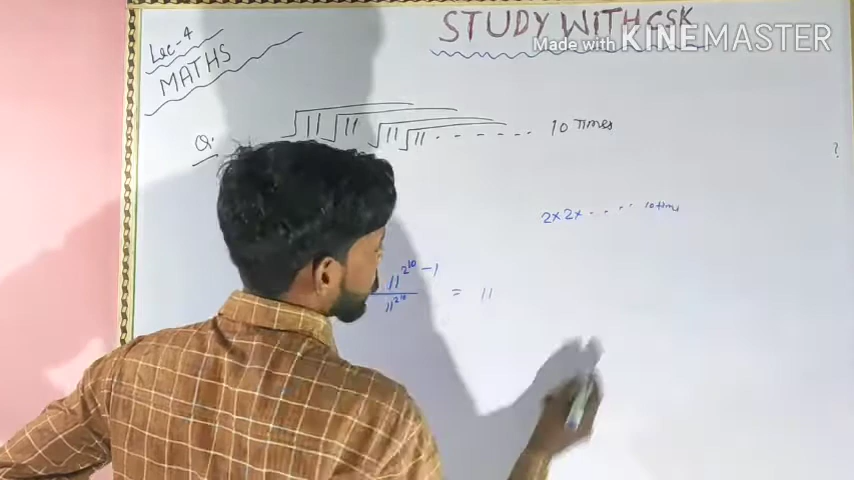 STUDY WITH GSK
Made with KINEMASTER
Lec-4
MATHS
Q. √11 √11 √11 √11 - - - - - - 10 Times
?
2×2×- - - - - 10 times
11^2^10 - 1
11^2^10
= 11